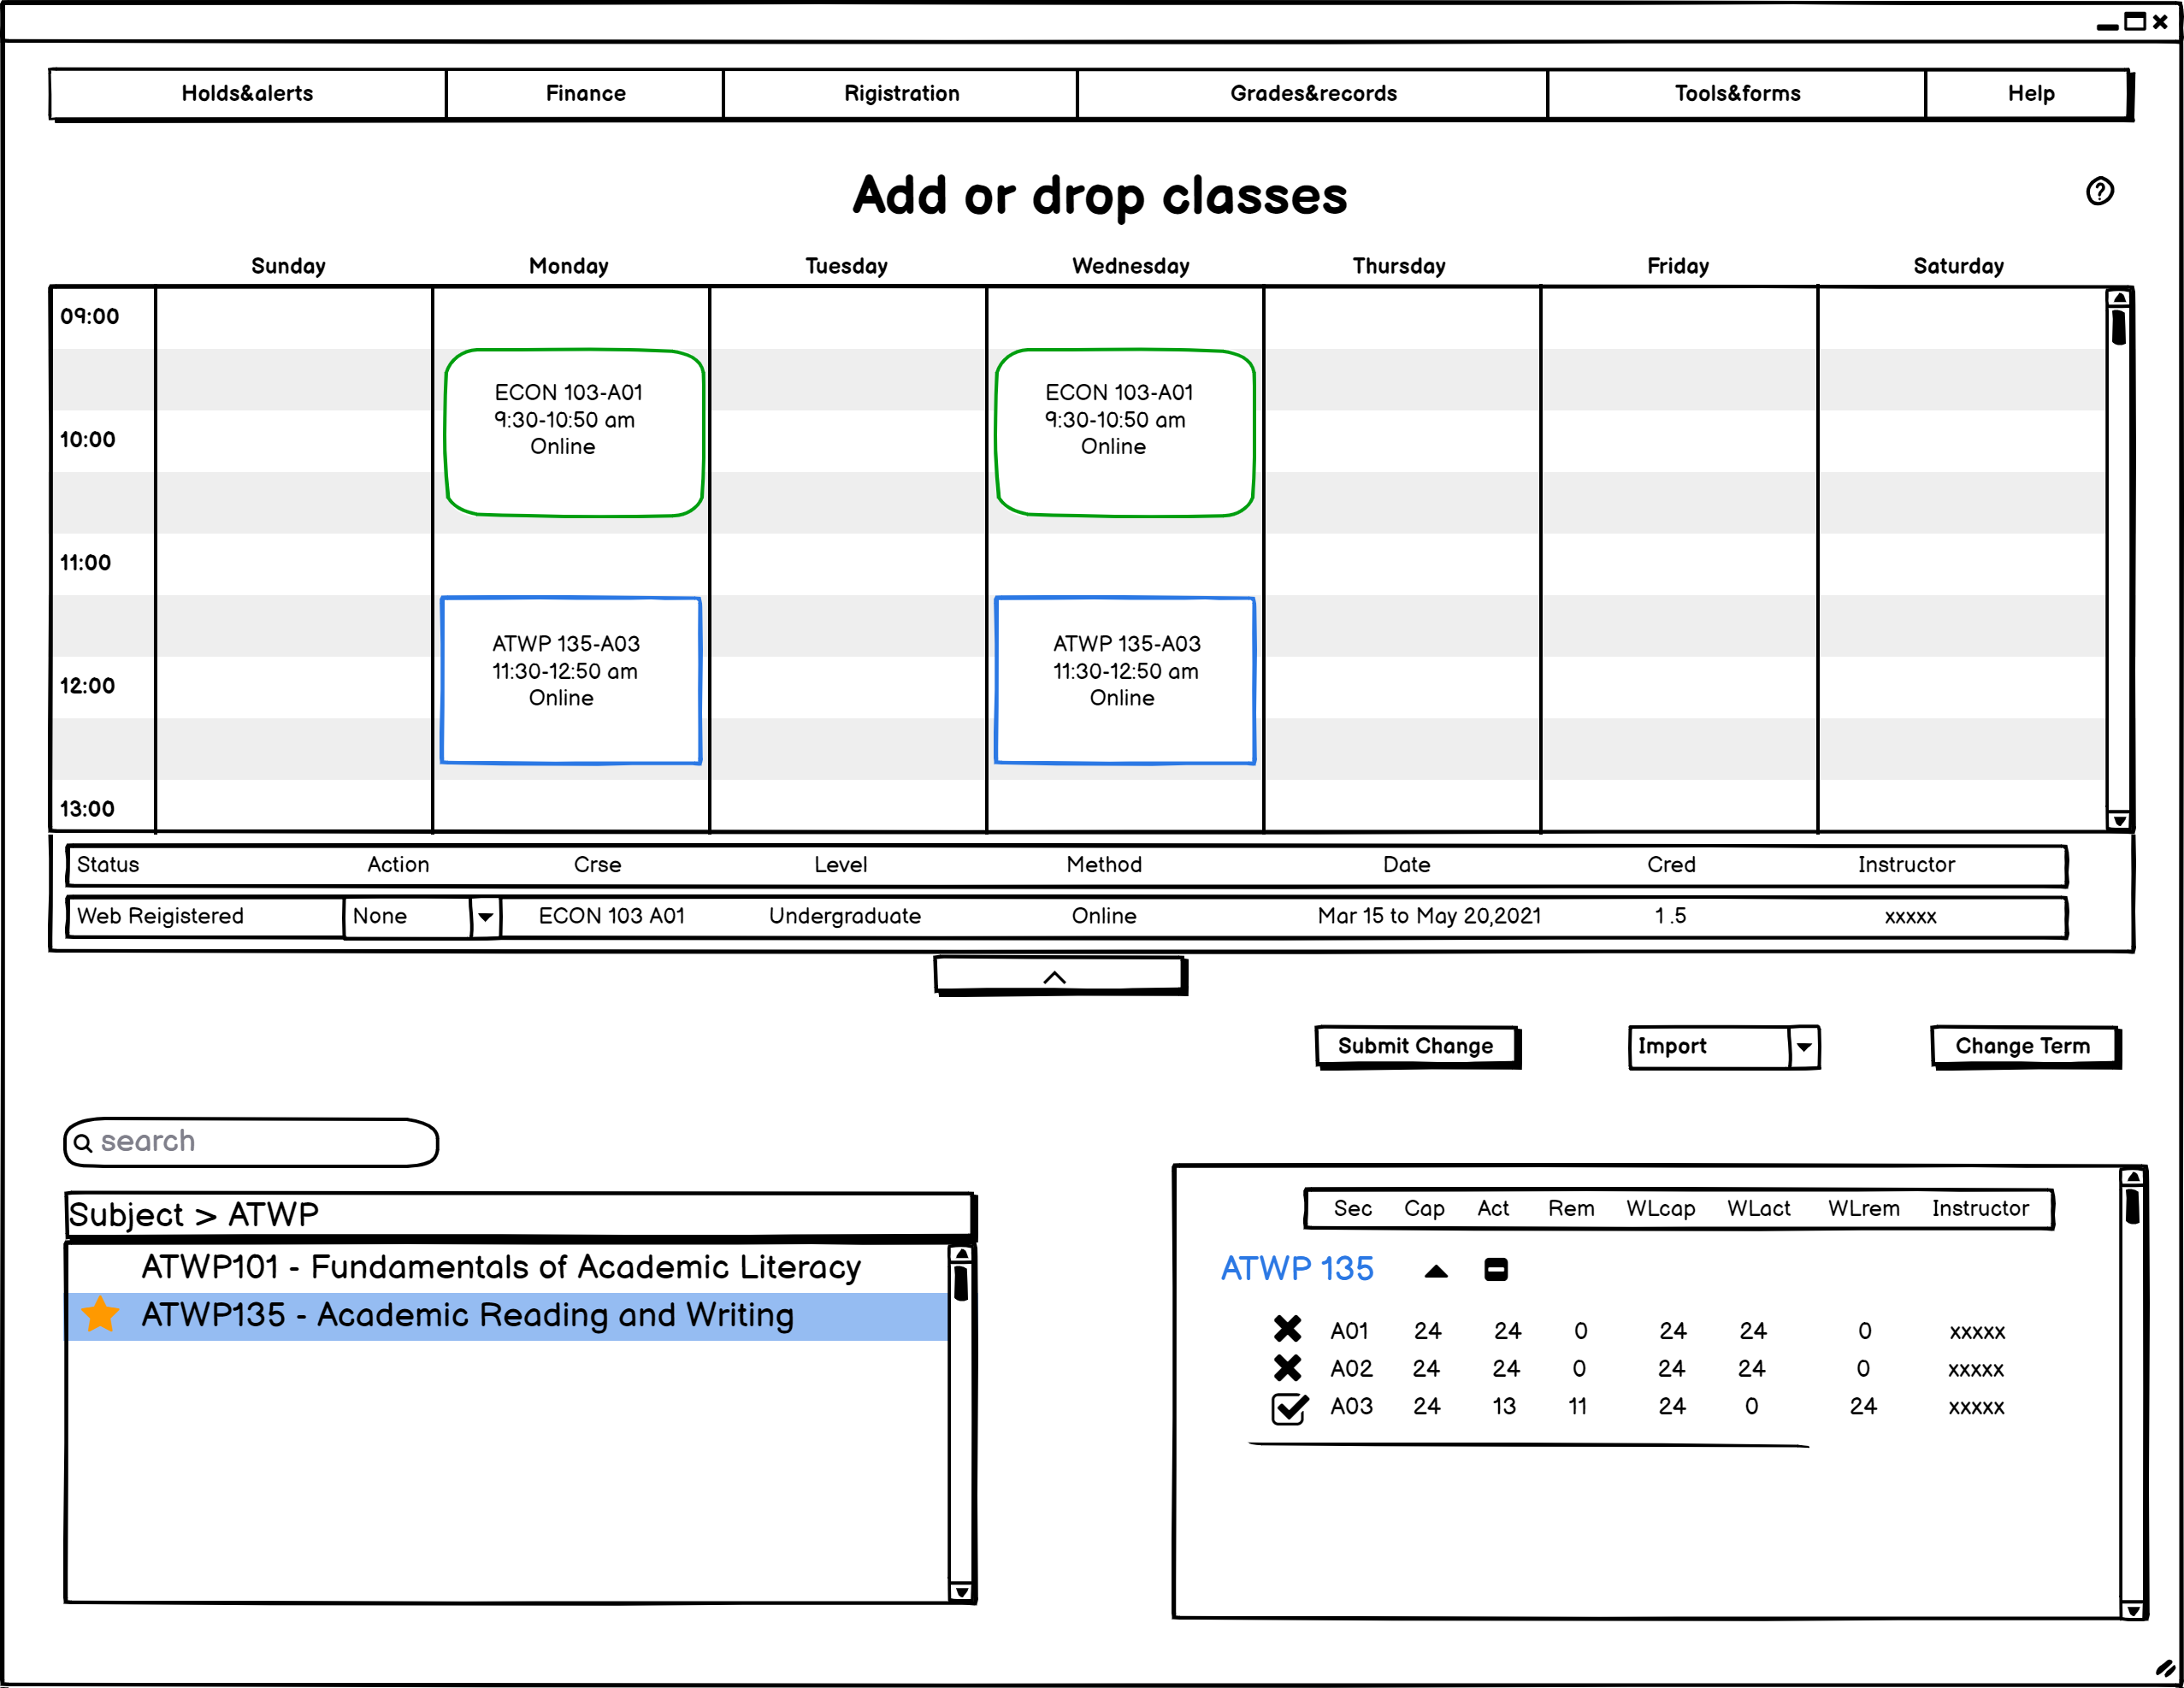 Holds&alerts Finance Rigistration Grades&records Tools&forms Help
Add or drop classes
?
Sunday Monday Tuesday Wednesday Thursday Friday Saturday
09:00
ECON 103-A01 ECON 103-A01
9:30-10:50 am 9:30-10:50 am
10:00
Online Online
11:00
ATWP 135-A03 ATWP 135-A03
11:30-12:50 am 11:30-12:50 am
12:00
Online Online
13:00
Status Action Crse Level Method Date Cred Instructor
Web Reigistered None ECON 103 A01 Undergraduate Online Mar 15 to May 20,2021 1.5 xxxxx
Submit Change Import Change Term
search
Subject > ATWP
ATWP101 - Fundamentals of Academic Literacy
ATWP135 - Academic Reading and Writing
Sec Cap Act Rem WLcap WLact WLrem Instructor
ATWP 135
A01 24 24 0 24 24 0 xxxxx
A02 24 24 0 24 24 0 xxxxx
A03 24 13 11 24 0 24 xxxxx